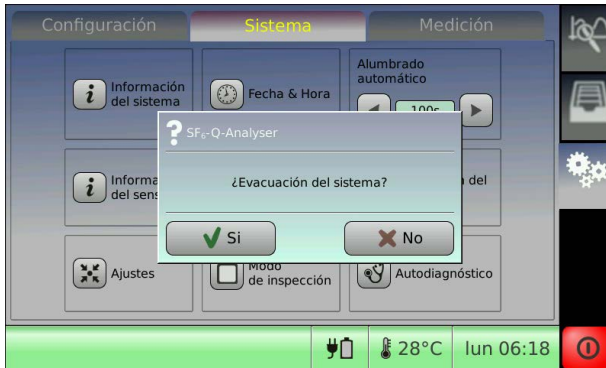 Configuración
Sistema
Medición
Información
del sistema
Fecha & Hora
Alumbrado
automático
100s
SF₆-Q-Analyser
¿Evacuación del sistema?
Si
No
Informa
del sens
del
Ajustes
Modo
de inspección
Autodiagnóstico
28°C
lun 06:18